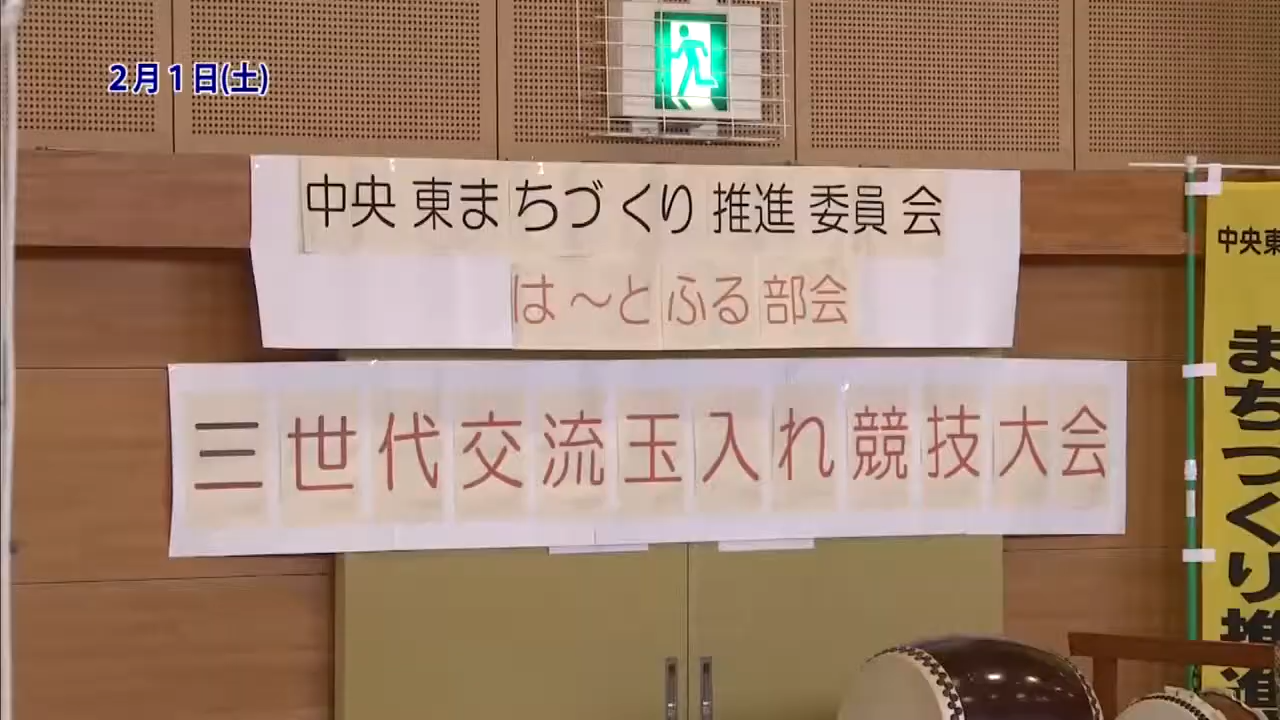 2月1日(土)
中央東まちづくり推進委員会
は～とふる部会
三世代交流玉入れ競技大会
中央東
まちづくり推進